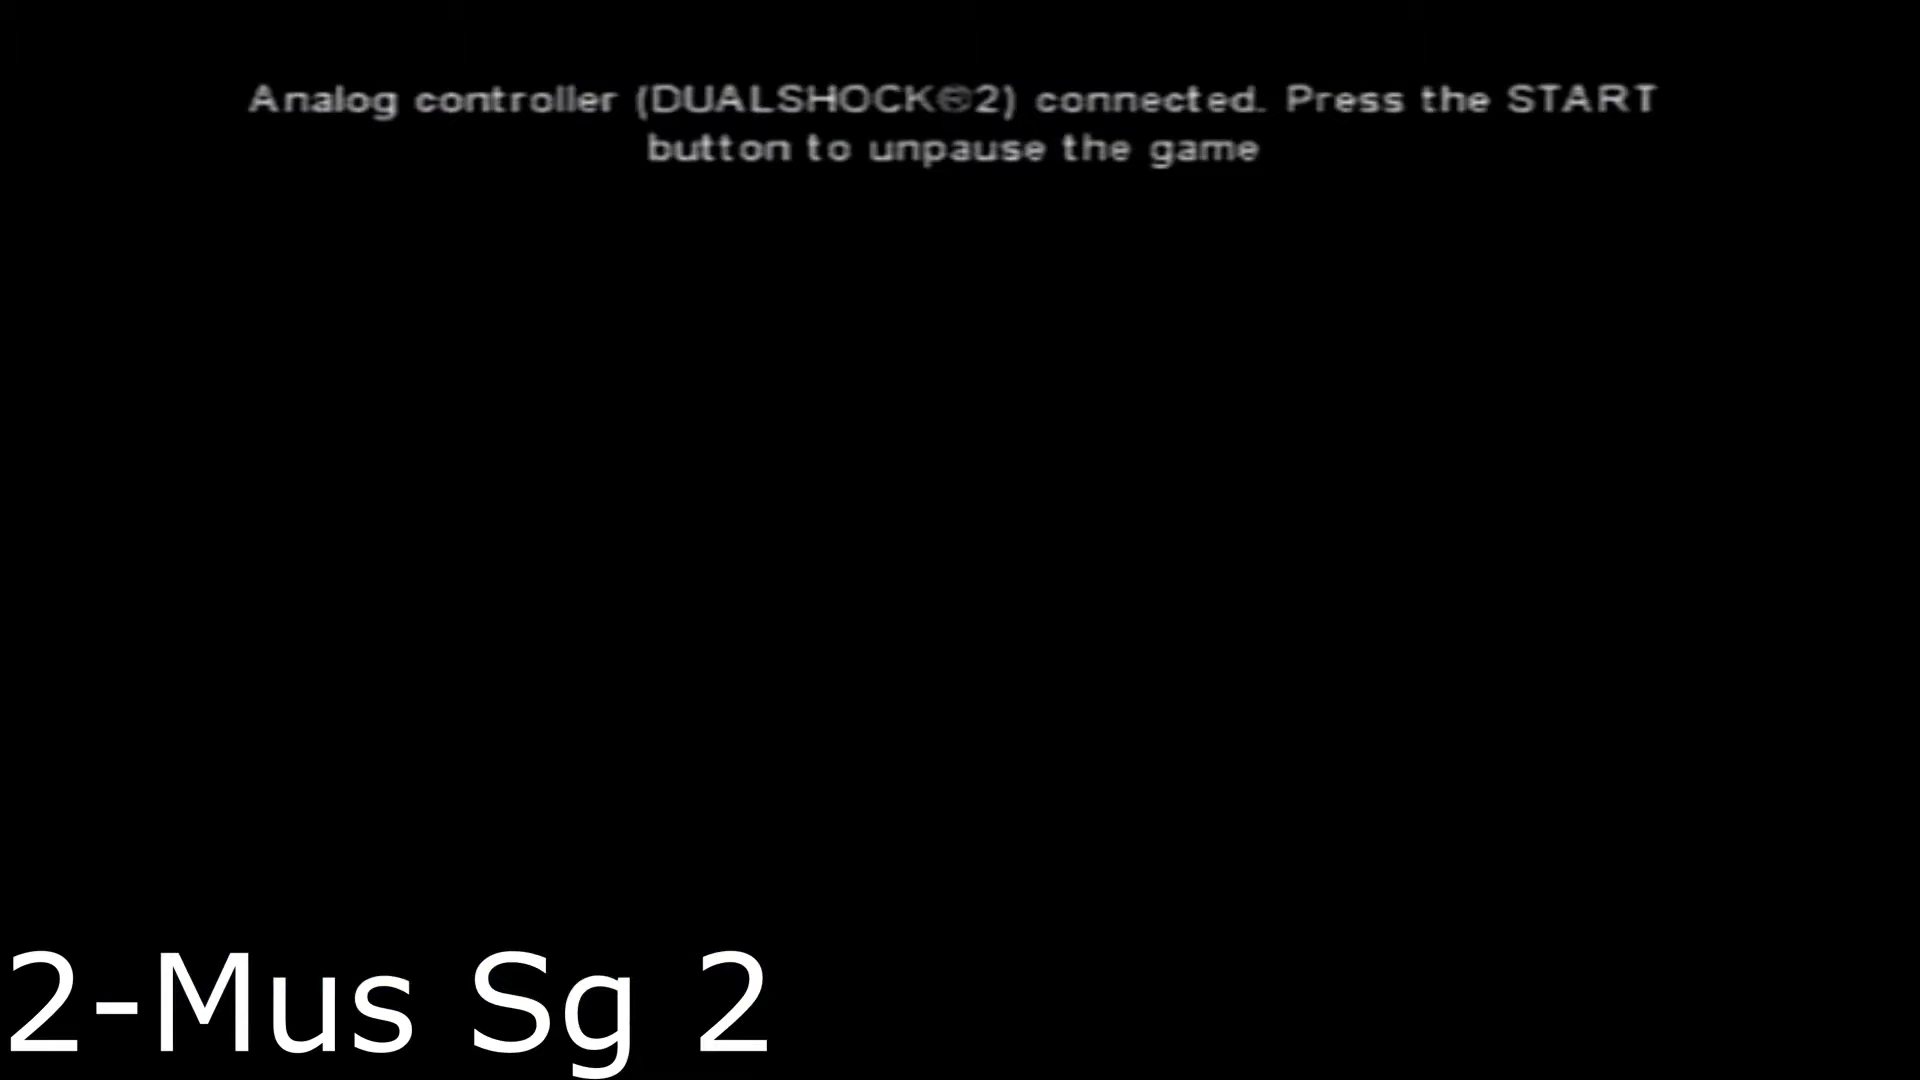 Analog controller (DUALSHOCK®2) connected. Press the START
button to unpause the game
2-Mus Sg 2